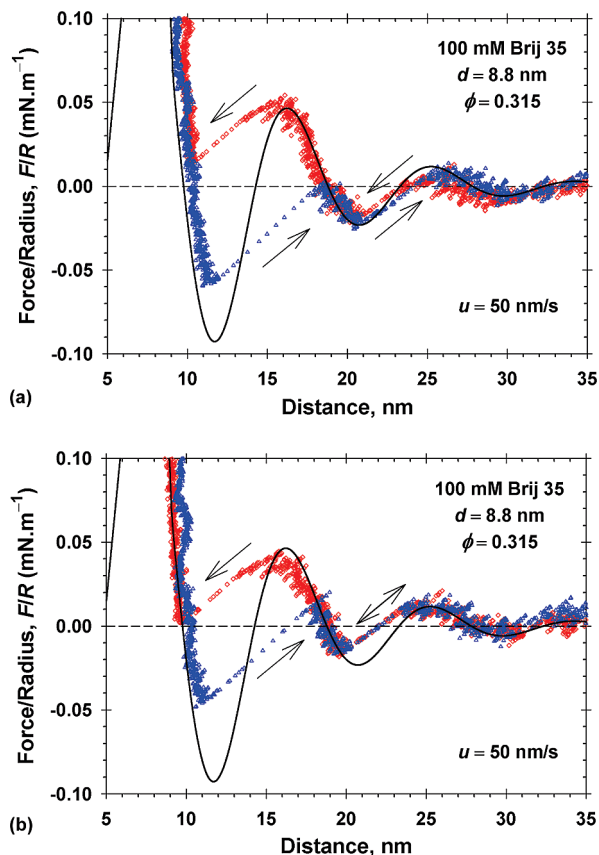 0.10
0.05
0.00
-0.05
-0.10
Force/Radius, F/R (mN.m⁻¹)
100 mM Brij 35
d = 8.8 nm
ϕ = 0.315
u = 50 nm/s
5 10 15 20 25 30 35
Distance, nm
(a)
0.10
0.05
0.00
-0.05
-0.10
Force/Radius, F/R (mN.m⁻¹)
100 mM Brij 35
d = 8.8 nm
ϕ = 0.315
u = 50 nm/s
5 10 15 20 25 30 35
Distance, nm
(b)